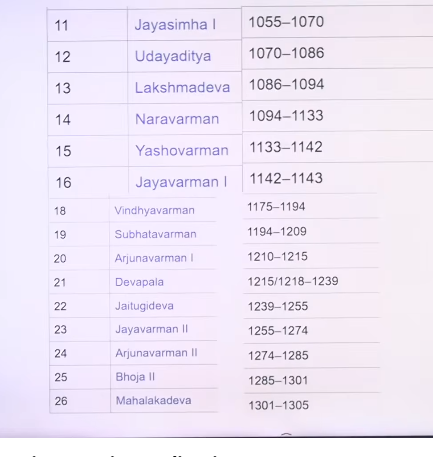 11 Jayasimha I 1055–1070
12 Udayaditya 1070–1086
13 Lakshmadeva 1086–1094
14 Naravarman 1094–1133
15 Yashovarman 1133–1142
16 Jayavarman I 1142–1143
18 Vindhyavarman 1175–1194
19 Subhatavarman 1194–1209
20 Arjunavarman I 1210–1215
21 Devapala 1215/1218–1239
22 Jaitugideva 1239–1255
23 Jayavarman II 1255–1274
24 Arjunavarman II 1274–1285
25 Bhoja II 1285–1301
26 Mahalakadeva 1301–1305